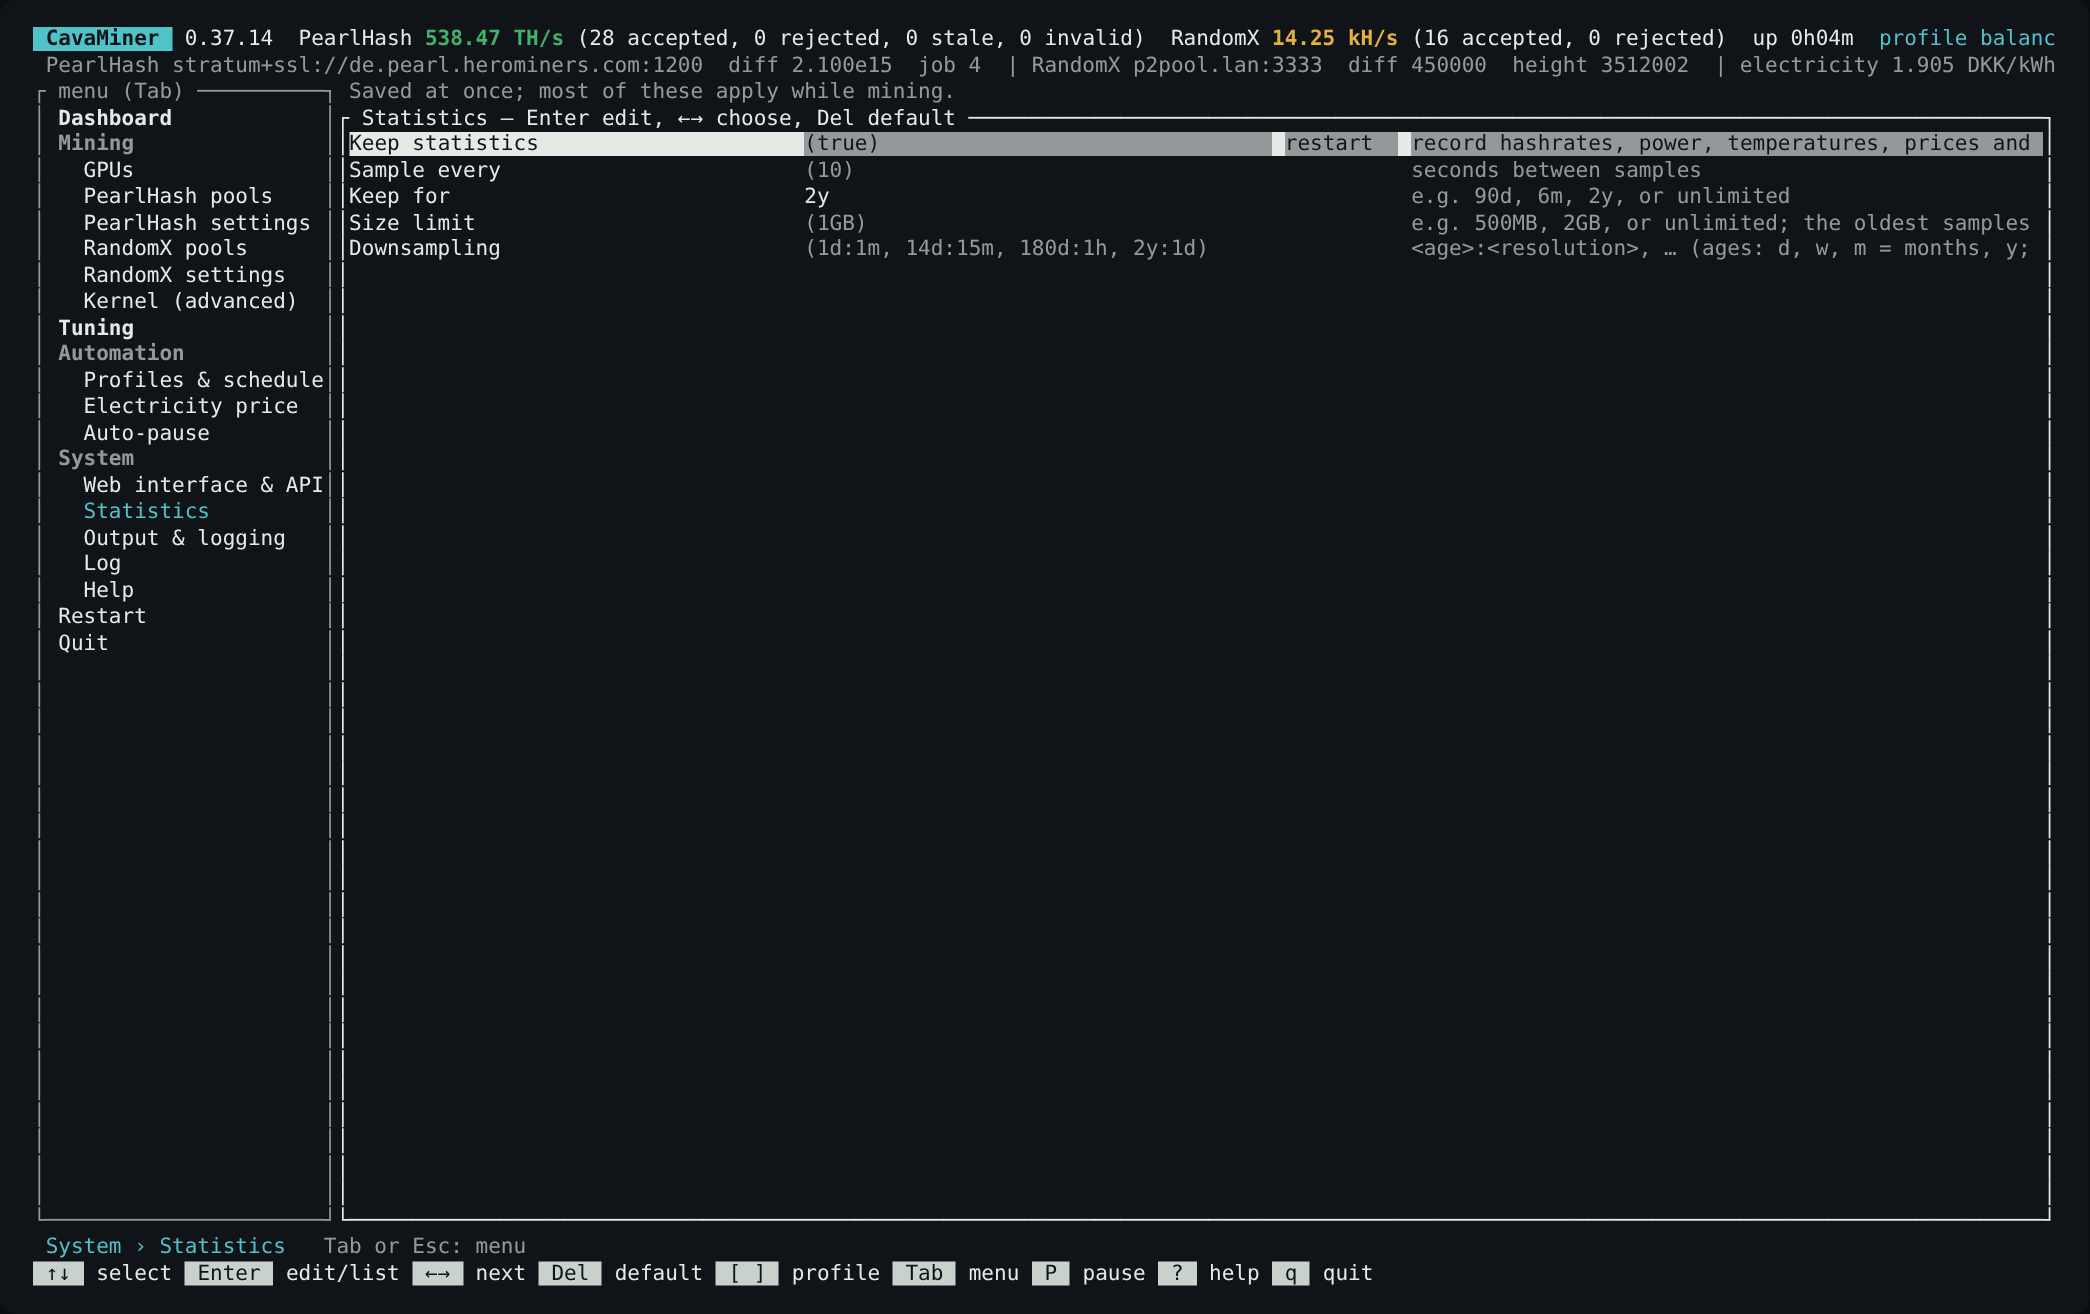 CavaMiner 0.37.14 PearlHash 538.47 TH/s (28 accepted, 0 rejected, 0 stale, 0 invalid) RandomX 14.25 kH/s (16 accepted, 0 rejected) up 0h04m profile balanc
PearlHash stratum+ssl://de.pearl.herominers.com:1200 diff 2.100e15 job 4 | RandomX p2pool.lan:3333 diff 450000 height 3512002 | electricity 1.905 DKK/kWh
menu (Tab)
Dashboard
Mining
GPUs
PearlHash pools
PearlHash settings
RandomX pools
RandomX settings
Kernel (advanced)
Tuning
Automation
Profiles & schedule
Electricity price
Auto-pause
System
Web interface & API
Statistics
Output & logging
Log
Help
Restart
Quit
Saved at once; most of these apply while mining.
Statistics — Enter edit, ←→ choose, Del default
Keep statistics (true) restart record hashrates, power, temperatures, prices and
Sample every (10) seconds between samples
Keep for 2y e.g. 90d, 6m, 2y, or unlimited
Size limit (1GB) e.g. 500MB, 2GB, or unlimited; the oldest samples
Downsampling (1d:1m, 14d:15m, 180d:1h, 2y:1d) <age>:<resolution>, … (ages: d, w, m = months, y;
System › Statistics Tab or Esc: menu
↑↓ select Enter edit/list ←→ next Del default [ ] profile Tab menu P pause ? help q quit